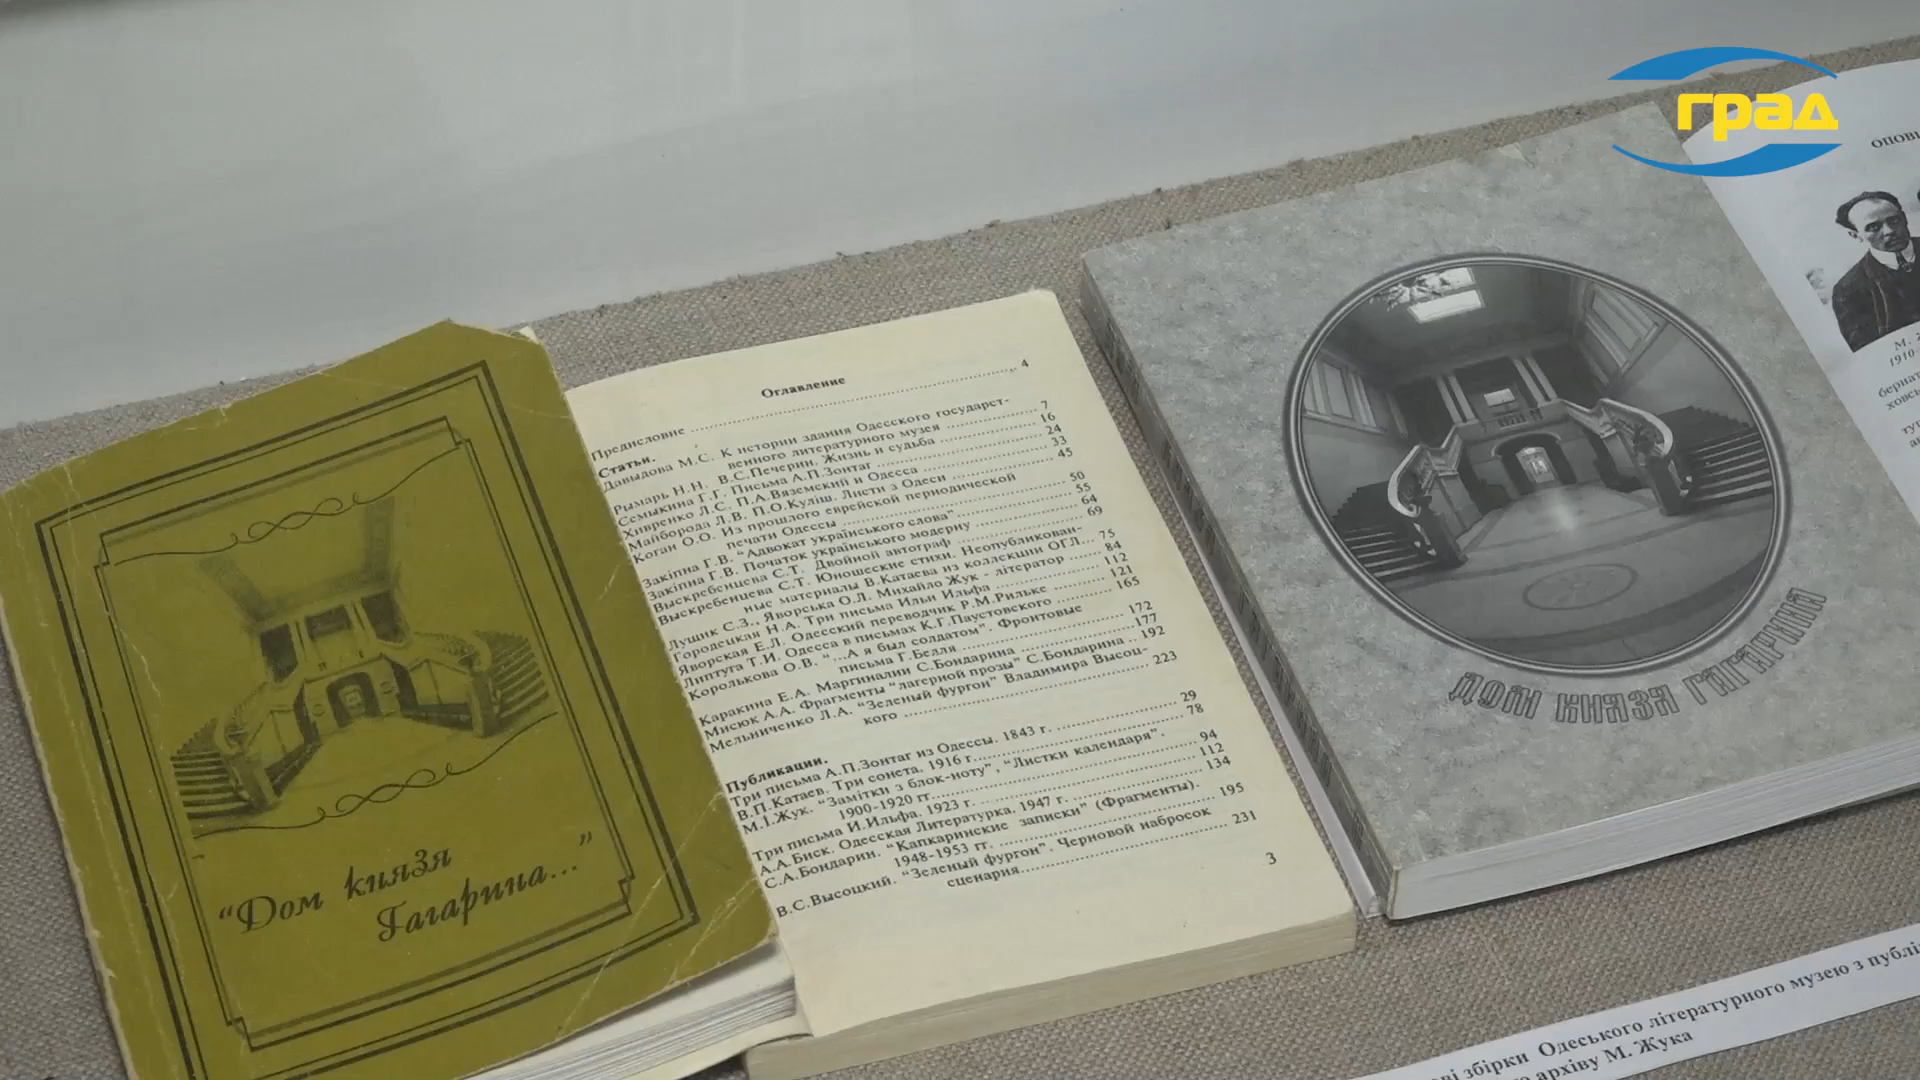 град
"Дом князя
Гагарина..."
Оглавление
Предисловие ........ 4
Статьи.
Давыдова М.С. К истории здания Одесского государст-
венного литературного музея ........ 7
Рымарь Н.Н. В.С.Печерин. Жизнь и судьба ........ 16
Семыкина Г.Г. Письма А.П.Зонтаг ........ 24
Хивренко Л.С. П.А.Вяземский и Одесса ........ 33
Майборода Л.В. П.О.Куліш. Листи з Одеси ........ 45
Коган О.О. Из прошлого еврейской периодической
печати Одессы ........ 50
Закіпна Г.В. "Адвокат українського слова" ........ 55
Закіпна Г.В. Початок українського модерну ........ 64
Выскребенцева С.Т. Двойной автограф ........ 69
Выскребенцева С.Т. Юношеские стихи. Неопубликован-
ные материалы В.Катаева из коллекции ОГЛ... 75
Лущик С.З., Яворська О.Л. Михайло Жук - літератор ........ 84
Городецкая Н.А. Три письма Ильи Ильфа ........ 112
Яворская Е.Л. Одесский переводчик Р.М.Рильке ........ 121
Липтуга Т.И. Одесса в письмах К.Г.Паустовского ........ 165
Королькова О.В. "...А я был солдатом". Фронтовые
письма Г.Белля ........ 172
Каракина Е.А. Маргиналии С.Бондарина ........ 177
Мисюк А.А. Фрагменты "лагерной прозы" С.Бондарина .. 192
Мельниченко Л.А. "Зеленый фургон" Владимира Высоц-
кого ........ 223
Публикации.
Три письма А.П.Зонтаг из Одессы. 1843 г. ........ 29
В.П.Катаев. Три сонета, 1916 г. ........ 78
М.І.Жук. "Замітки з блок-ноту", "Листки календаря".
1900-1920 гг. ........ 94
Три письма И.Ильфа. 1923 г. ........ 112
А.А.Биск. Одесская Литературка. 1947 г. ........ 134
С.А.Бондарин. "Капкаринские записки" (Фрагменты).
1948-1953 гг. ........ 195
В.С.Высоцкий. "Зеленый фургон". Черновой набросок
сценария ........ 231
3
ДОМ КНЯЗЯ ГАГАРИНА
М.
1910-
збірки Одеського літературного музею з
архіву М. Жука